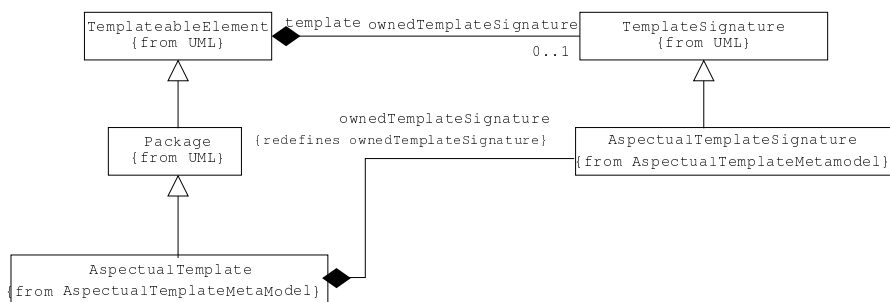 TemplateableElement
{from UML}
template
ownedTemplateSignature
0..1
TemplateSignature
{from UML}
Package
{from UML}
ownedTemplateSignature
{redefines ownedTemplateSignature}
AspectualTemplateSignature
{from AspectualTemplateMetamodel}
AspectualTemplate
{from AspectualTemplateMetaModel}